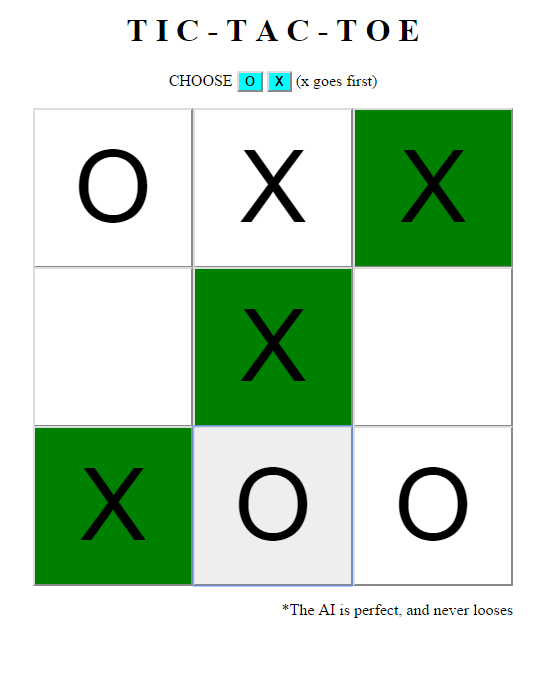 T I C - T A C - T O E
CHOOSE O X (x goes first)
O X X
X
X O O
*The AI is perfect, and never looses